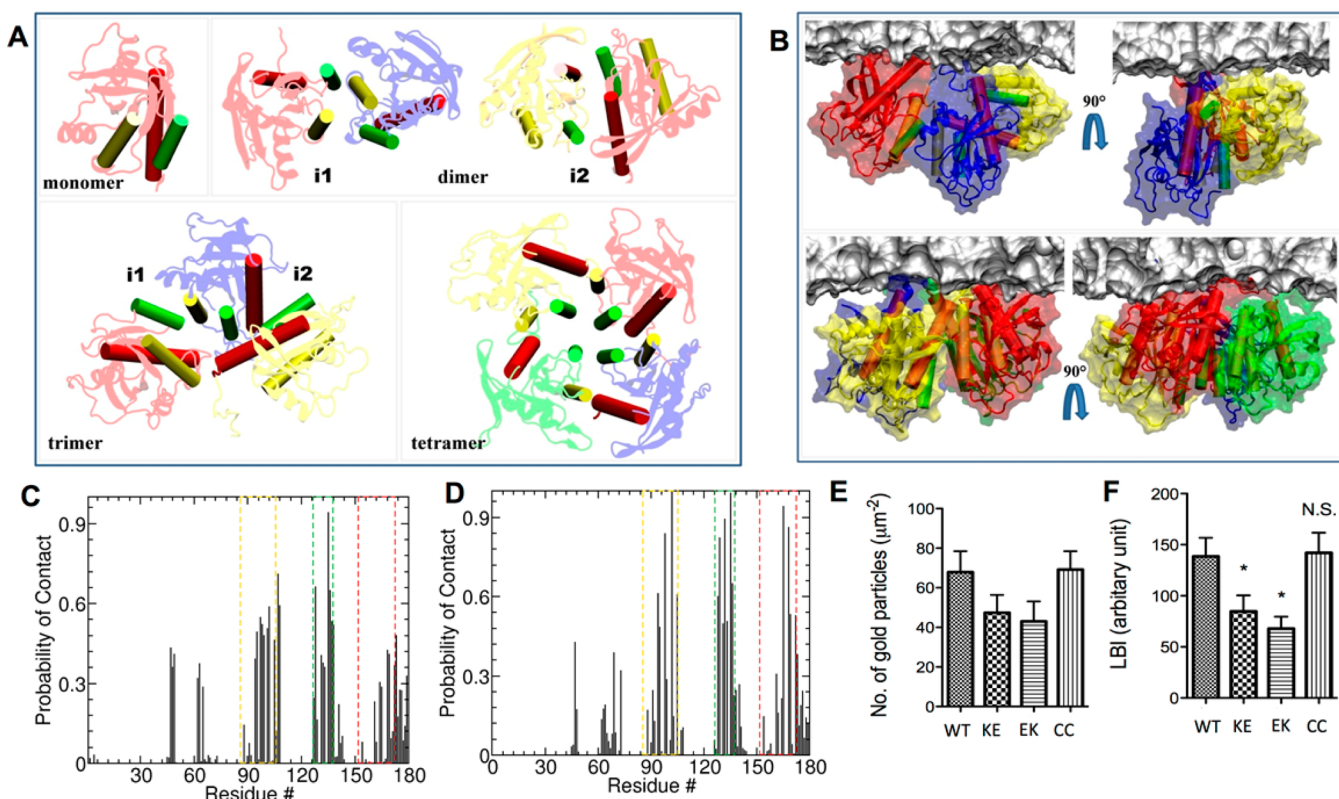 A
monomer
i1
dimer
i2
i1
i2
trimer
tetramer
B
90°
90°
C
Probability of Contact
0.9
0.6
0.3
0
0 30 60 90 120 150 180
Residue #
D
Probability of Contact
0.9
0.6
0.3
0
0 30 60 90 120 150 180
Residue #
E
No. of gold particles (μm⁻²)
100
80
60
40
20
0
WT KE EK CC
F
LBI (arbitary unit)
200
150
100
50
0
* * N.S.
WT KE EK CC